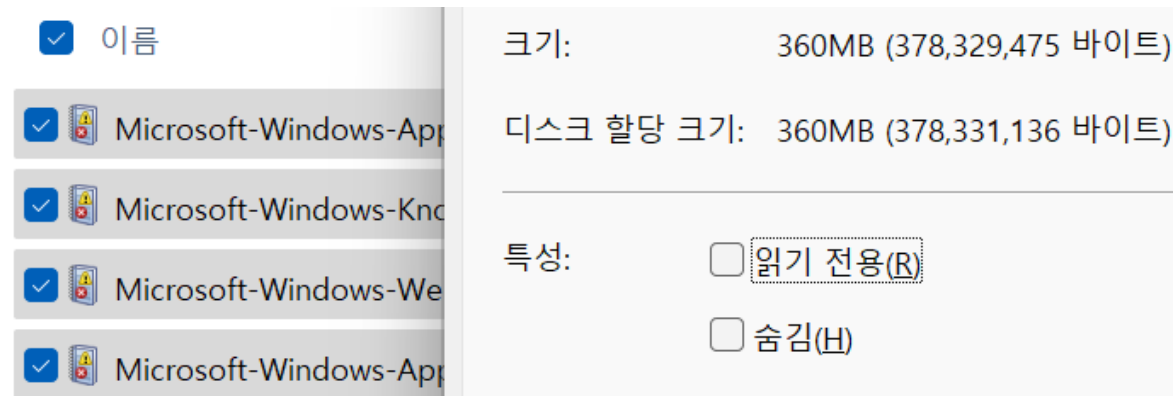 이름
Microsoft-Windows-App
Microsoft-Windows-Kno
Microsoft-Windows-We
Microsoft-Windows-App
크기: 360MB (378,329,475 바이트)
디스크 할당 크기: 360MB (378,331,136 바이트)
특성: 읽기 전용(R)
숨김(H)